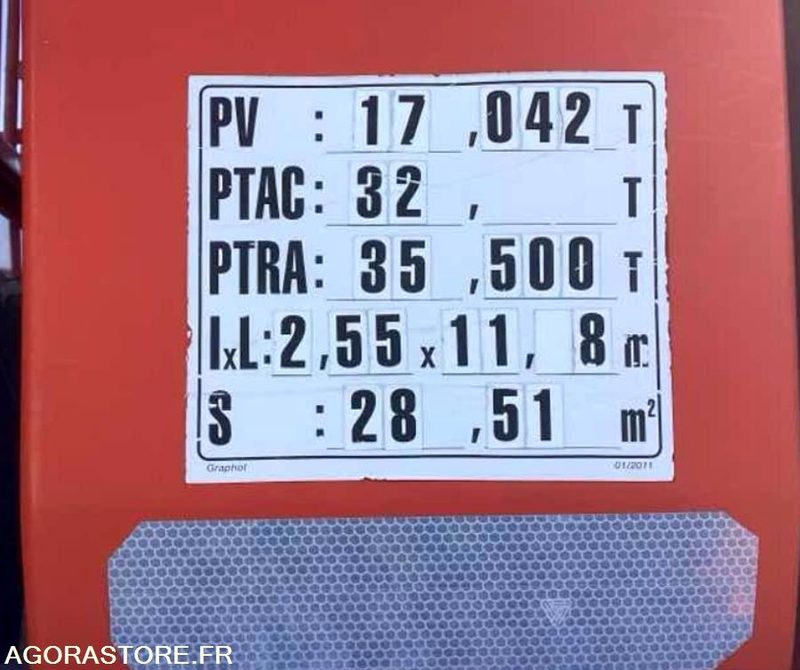 PV : 17 ,042 T
PTAC: 32 , T
PTRA: 35 ,500 T
lxL:2,55 x 11, 8 m
S : 28 ,51 m²
Graphol 01/2011
AGORASTORE.FR